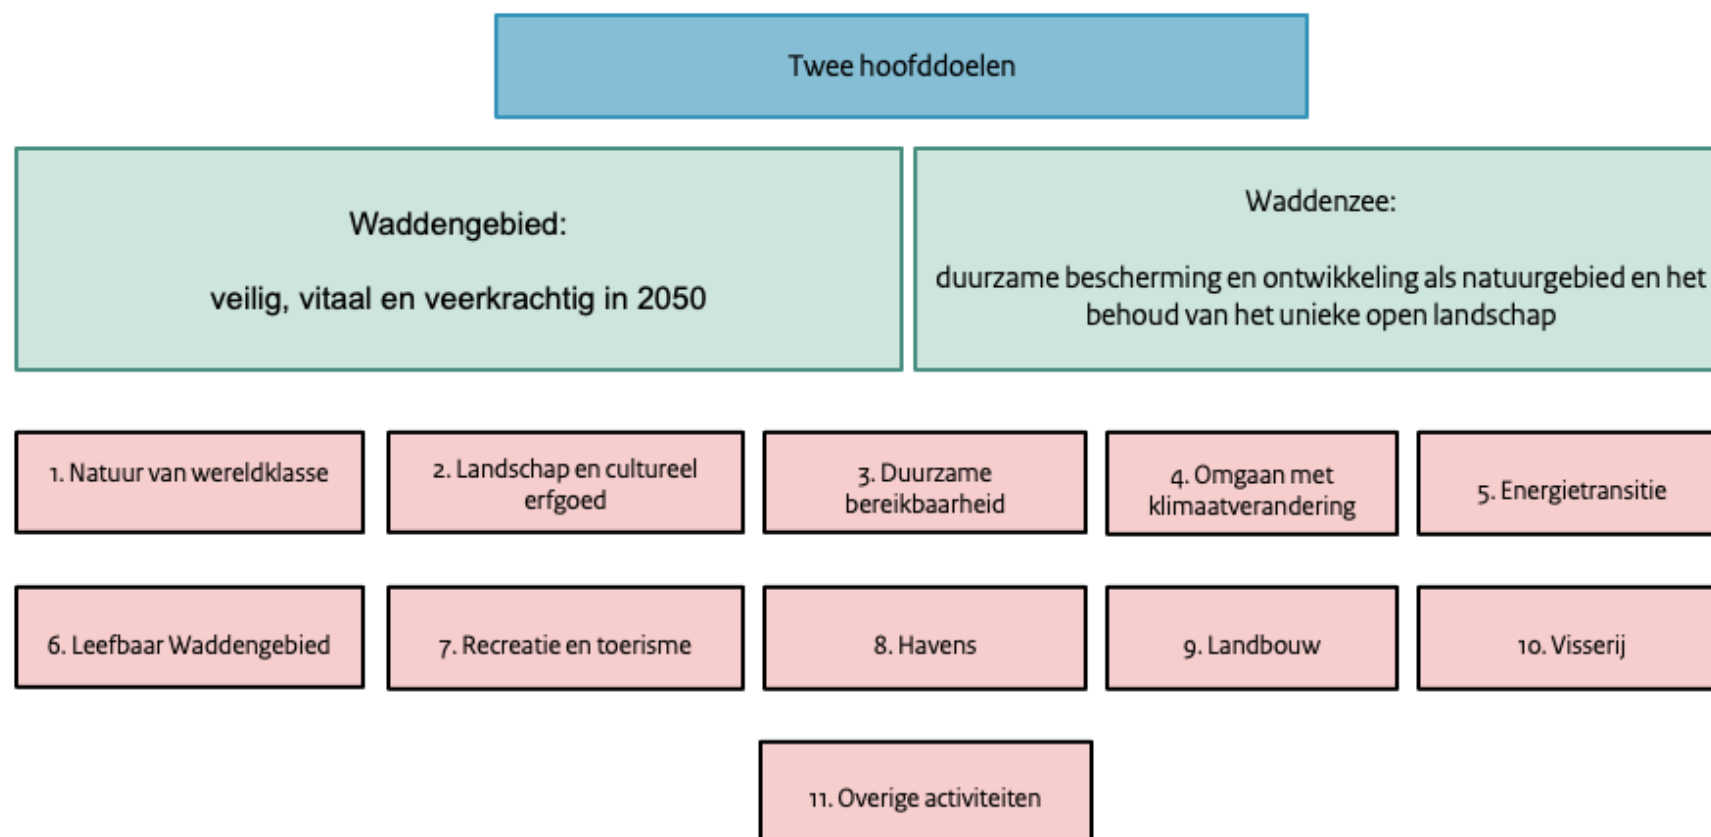 Twee hoofddoelen
Waddengebied:
veilig, vitaal en veerkrachtig in 2050
Waddenzee:
duurzame bescherming en ontwikkeling als natuurgebied en het
behoud van het unieke open landschap
1. Natuur van wereldklasse
2. Landschap en cultureel
erfgoed
3. Duurzame
bereikbaarheid
4. Omgaan met
klimaatverandering
5. Energietransitie
6. Leefbaar Waddengebied
7. Recreatie en toerisme
8. Havens
9. Landbouw
10. Visserij
11. Overige activiteiten